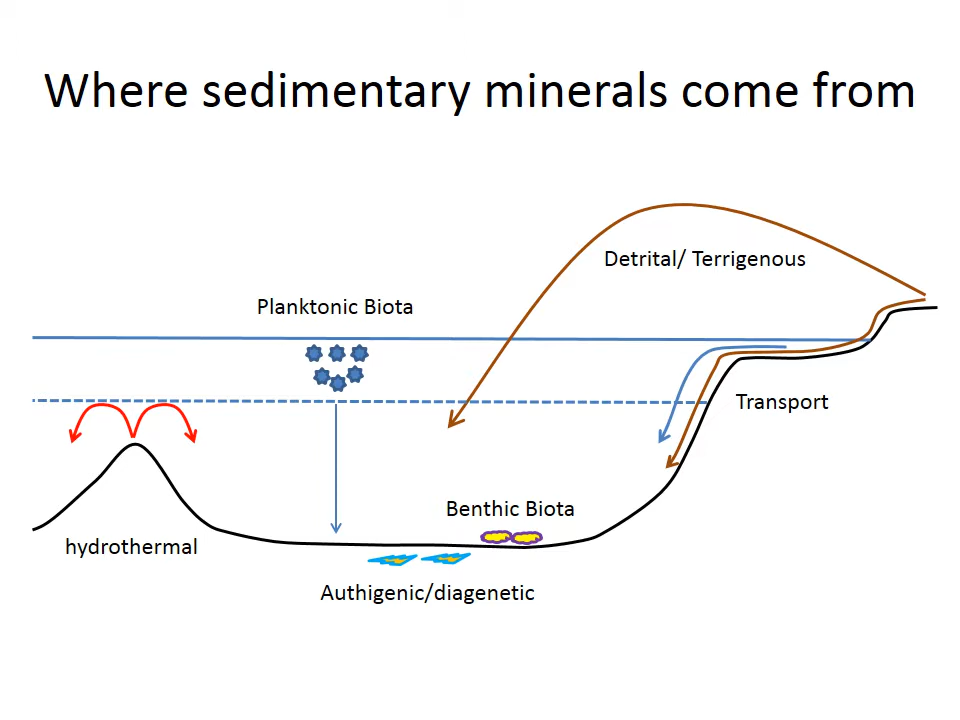 Where sedimentary minerals come from
Detrital/ Terrigenous
Planktonic Biota
Transport
Benthic Biota
hydrothermal
Authigenic/diagenetic